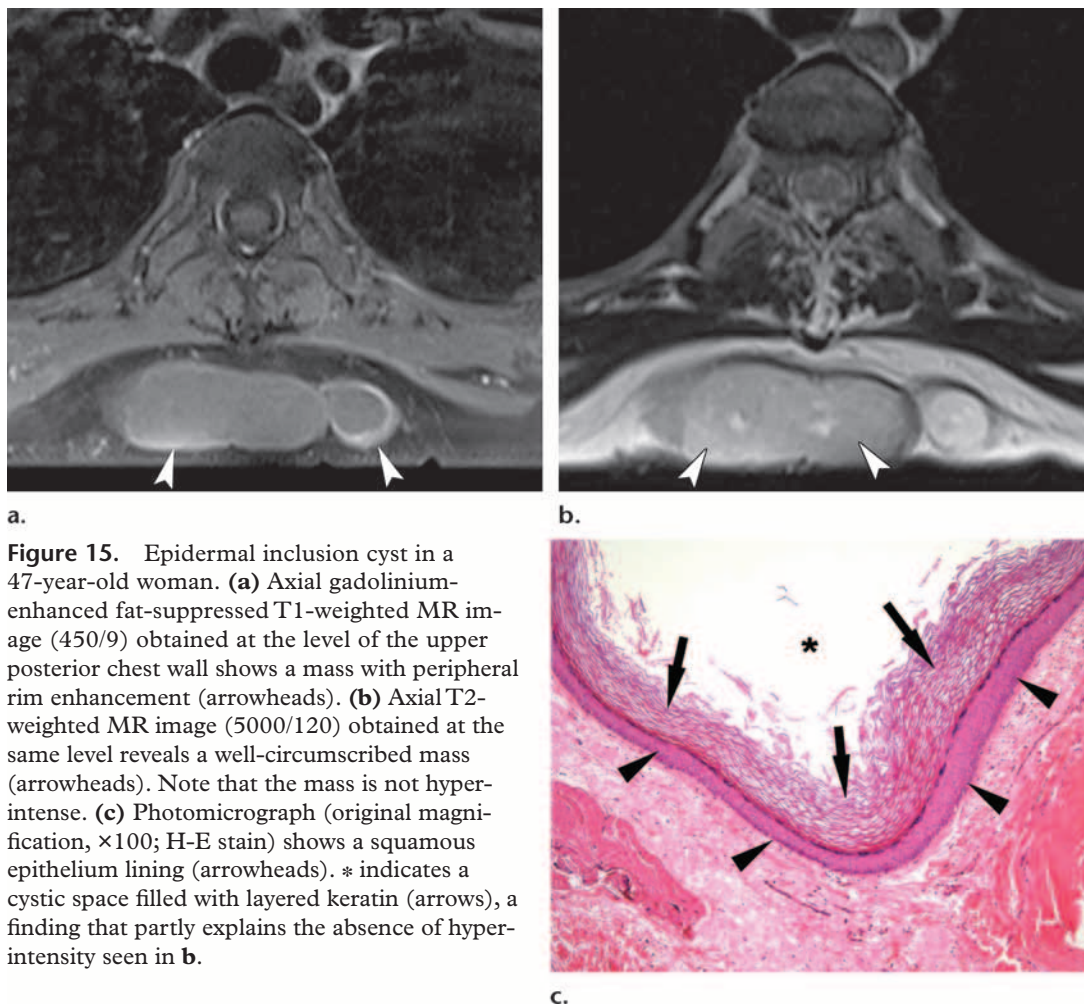 a.
b.
Figure 15. Epidermal inclusion cyst in a
47-year-old woman. (a) Axial gadolinium-
enhanced fat-suppressed T1-weighted MR im-
age (450/9) obtained at the level of the upper
posterior chest wall shows a mass with peripheral
rim enhancement (arrowheads). (b) Axial T2-
weighted MR image (5000/120) obtained at the
same level reveals a well-circumscribed mass
(arrowheads). Note that the mass is not hyper-
intense. (c) Photomicrograph (original magni-
fication, ×100; H-E stain) shows a squamous
epithelium lining (arrowheads). * indicates a
cystic space filled with layered keratin (arrows), a
finding that partly explains the absence of hyper-
intensity seen in b.
*
c.